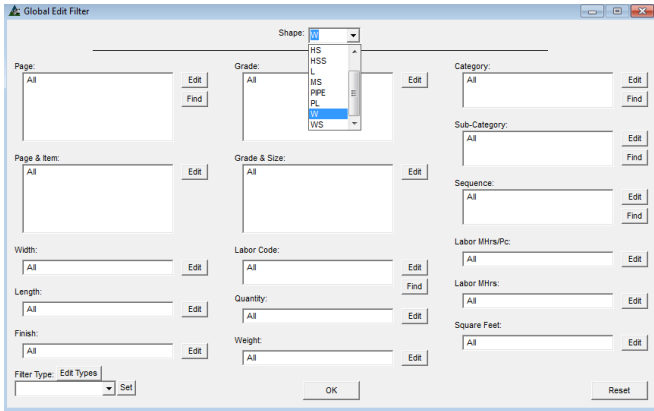 Global Edit Filter
Shape: W
HS
HSS
L
MS
PIPE
PL
W
WS
Page:
All
Edit
Find
Grade:
All
Edit
Category:
All
Edit
Find
Sub-Category:
All
Edit
Find
Page & Item:
All
Edit
Grade & Size:
All
Edit
Sequence:
All
Edit
Find
Width:
All
Edit
Labor Code:
All
Edit
Find
Labor MHrs/Pc:
All
Edit
Length:
All
Edit
Quantity:
All
Edit
Labor MHrs:
All
Edit
Finish:
All
Edit
Weight:
All
Edit
Square Feet:
All
Edit
Filter Type: Edit Types
Set
OK
Reset